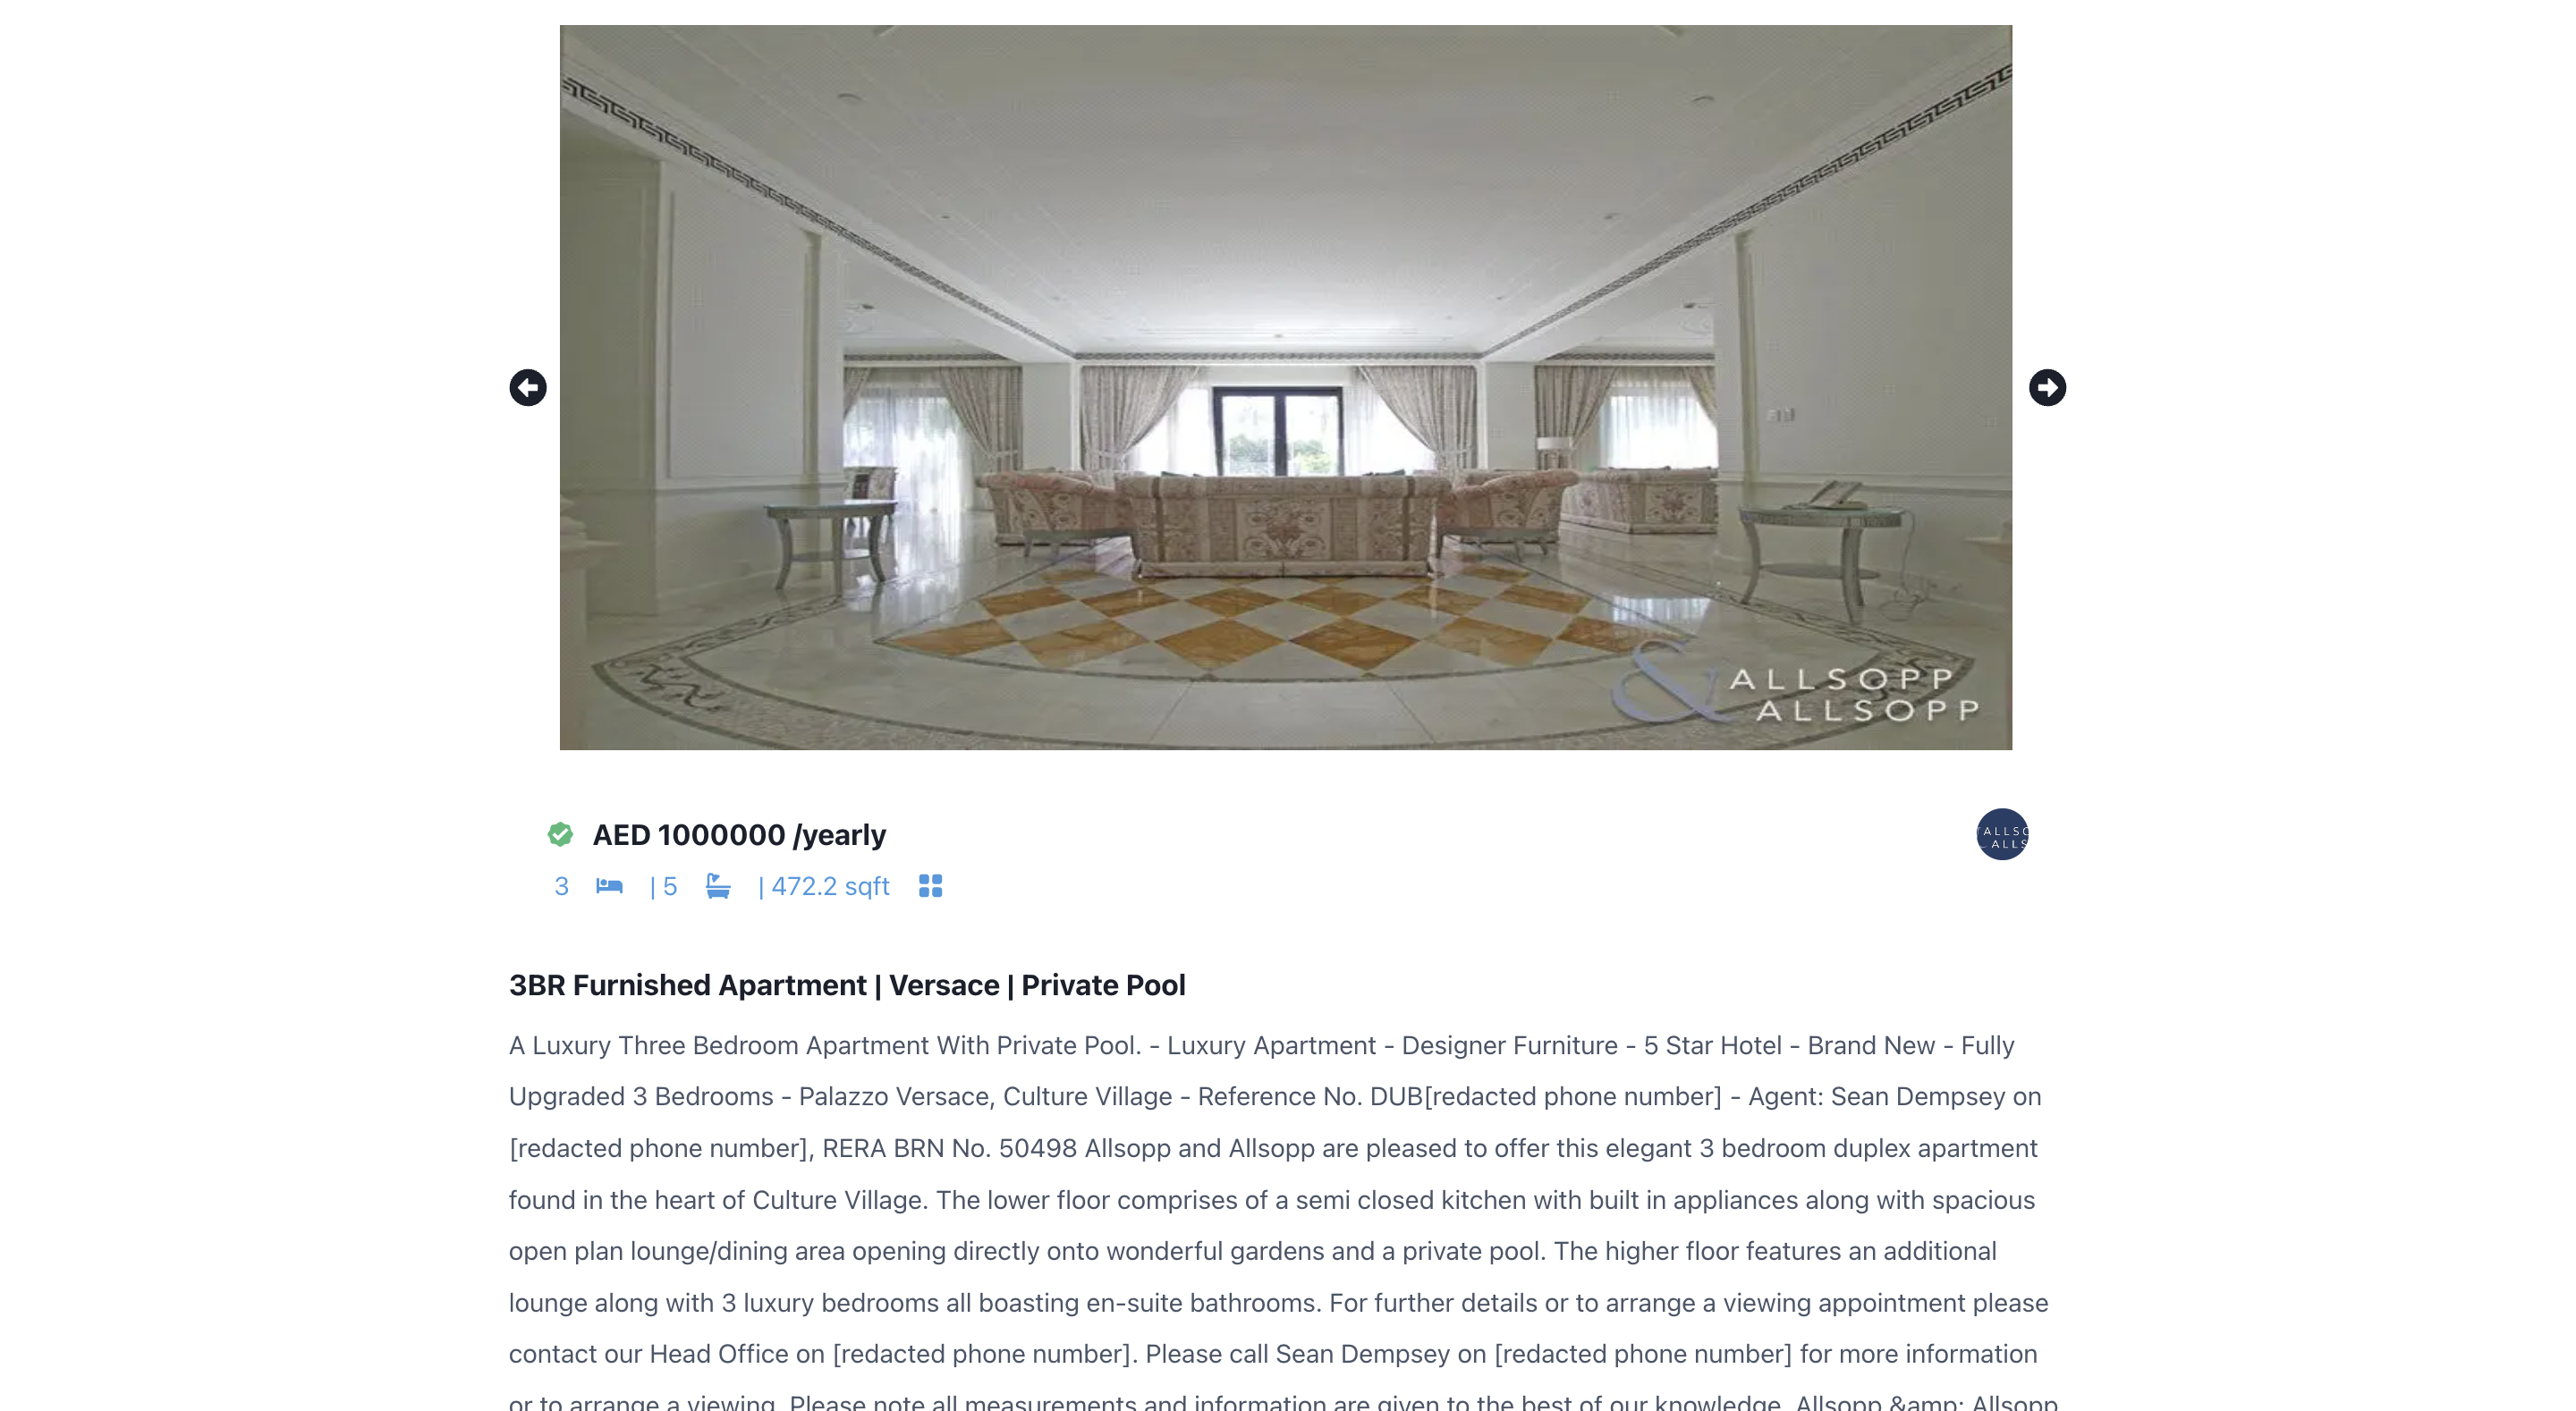 ALLSOPP
& ALLSOPP
AED 1000000 /yearly
ALLSO
ALLS
3 | 5 | 472.2 sqft
3BR Furnished Apartment | Versace | Private Pool
A Luxury Three Bedroom Apartment With Private Pool. - Luxury Apartment - Designer Furniture - 5 Star Hotel - Brand New - Fully
Upgraded 3 Bedrooms - Palazzo Versace, Culture Village - Reference No. DUB[redacted phone number] - Agent: Sean Dempsey on
[redacted phone number], RERA BRN No. 50498 Allsopp and Allsopp are pleased to offer this elegant 3 bedroom duplex apartment
found in the heart of Culture Village. The lower floor comprises of a semi closed kitchen with built in appliances along with spacious
open plan lounge/dining area opening directly onto wonderful gardens and a private pool. The higher floor features an additional
lounge along with 3 luxury bedrooms all boasting en-suite bathrooms. For further details or to arrange a viewing appointment please
contact our Head Office on [redacted phone number]. Please call Sean Dempsey on [redacted phone number] for more information
or to arrange a viewing. Please note all measurements and information are given to the best of our knowledge. Allsopp &amp; Allsopp